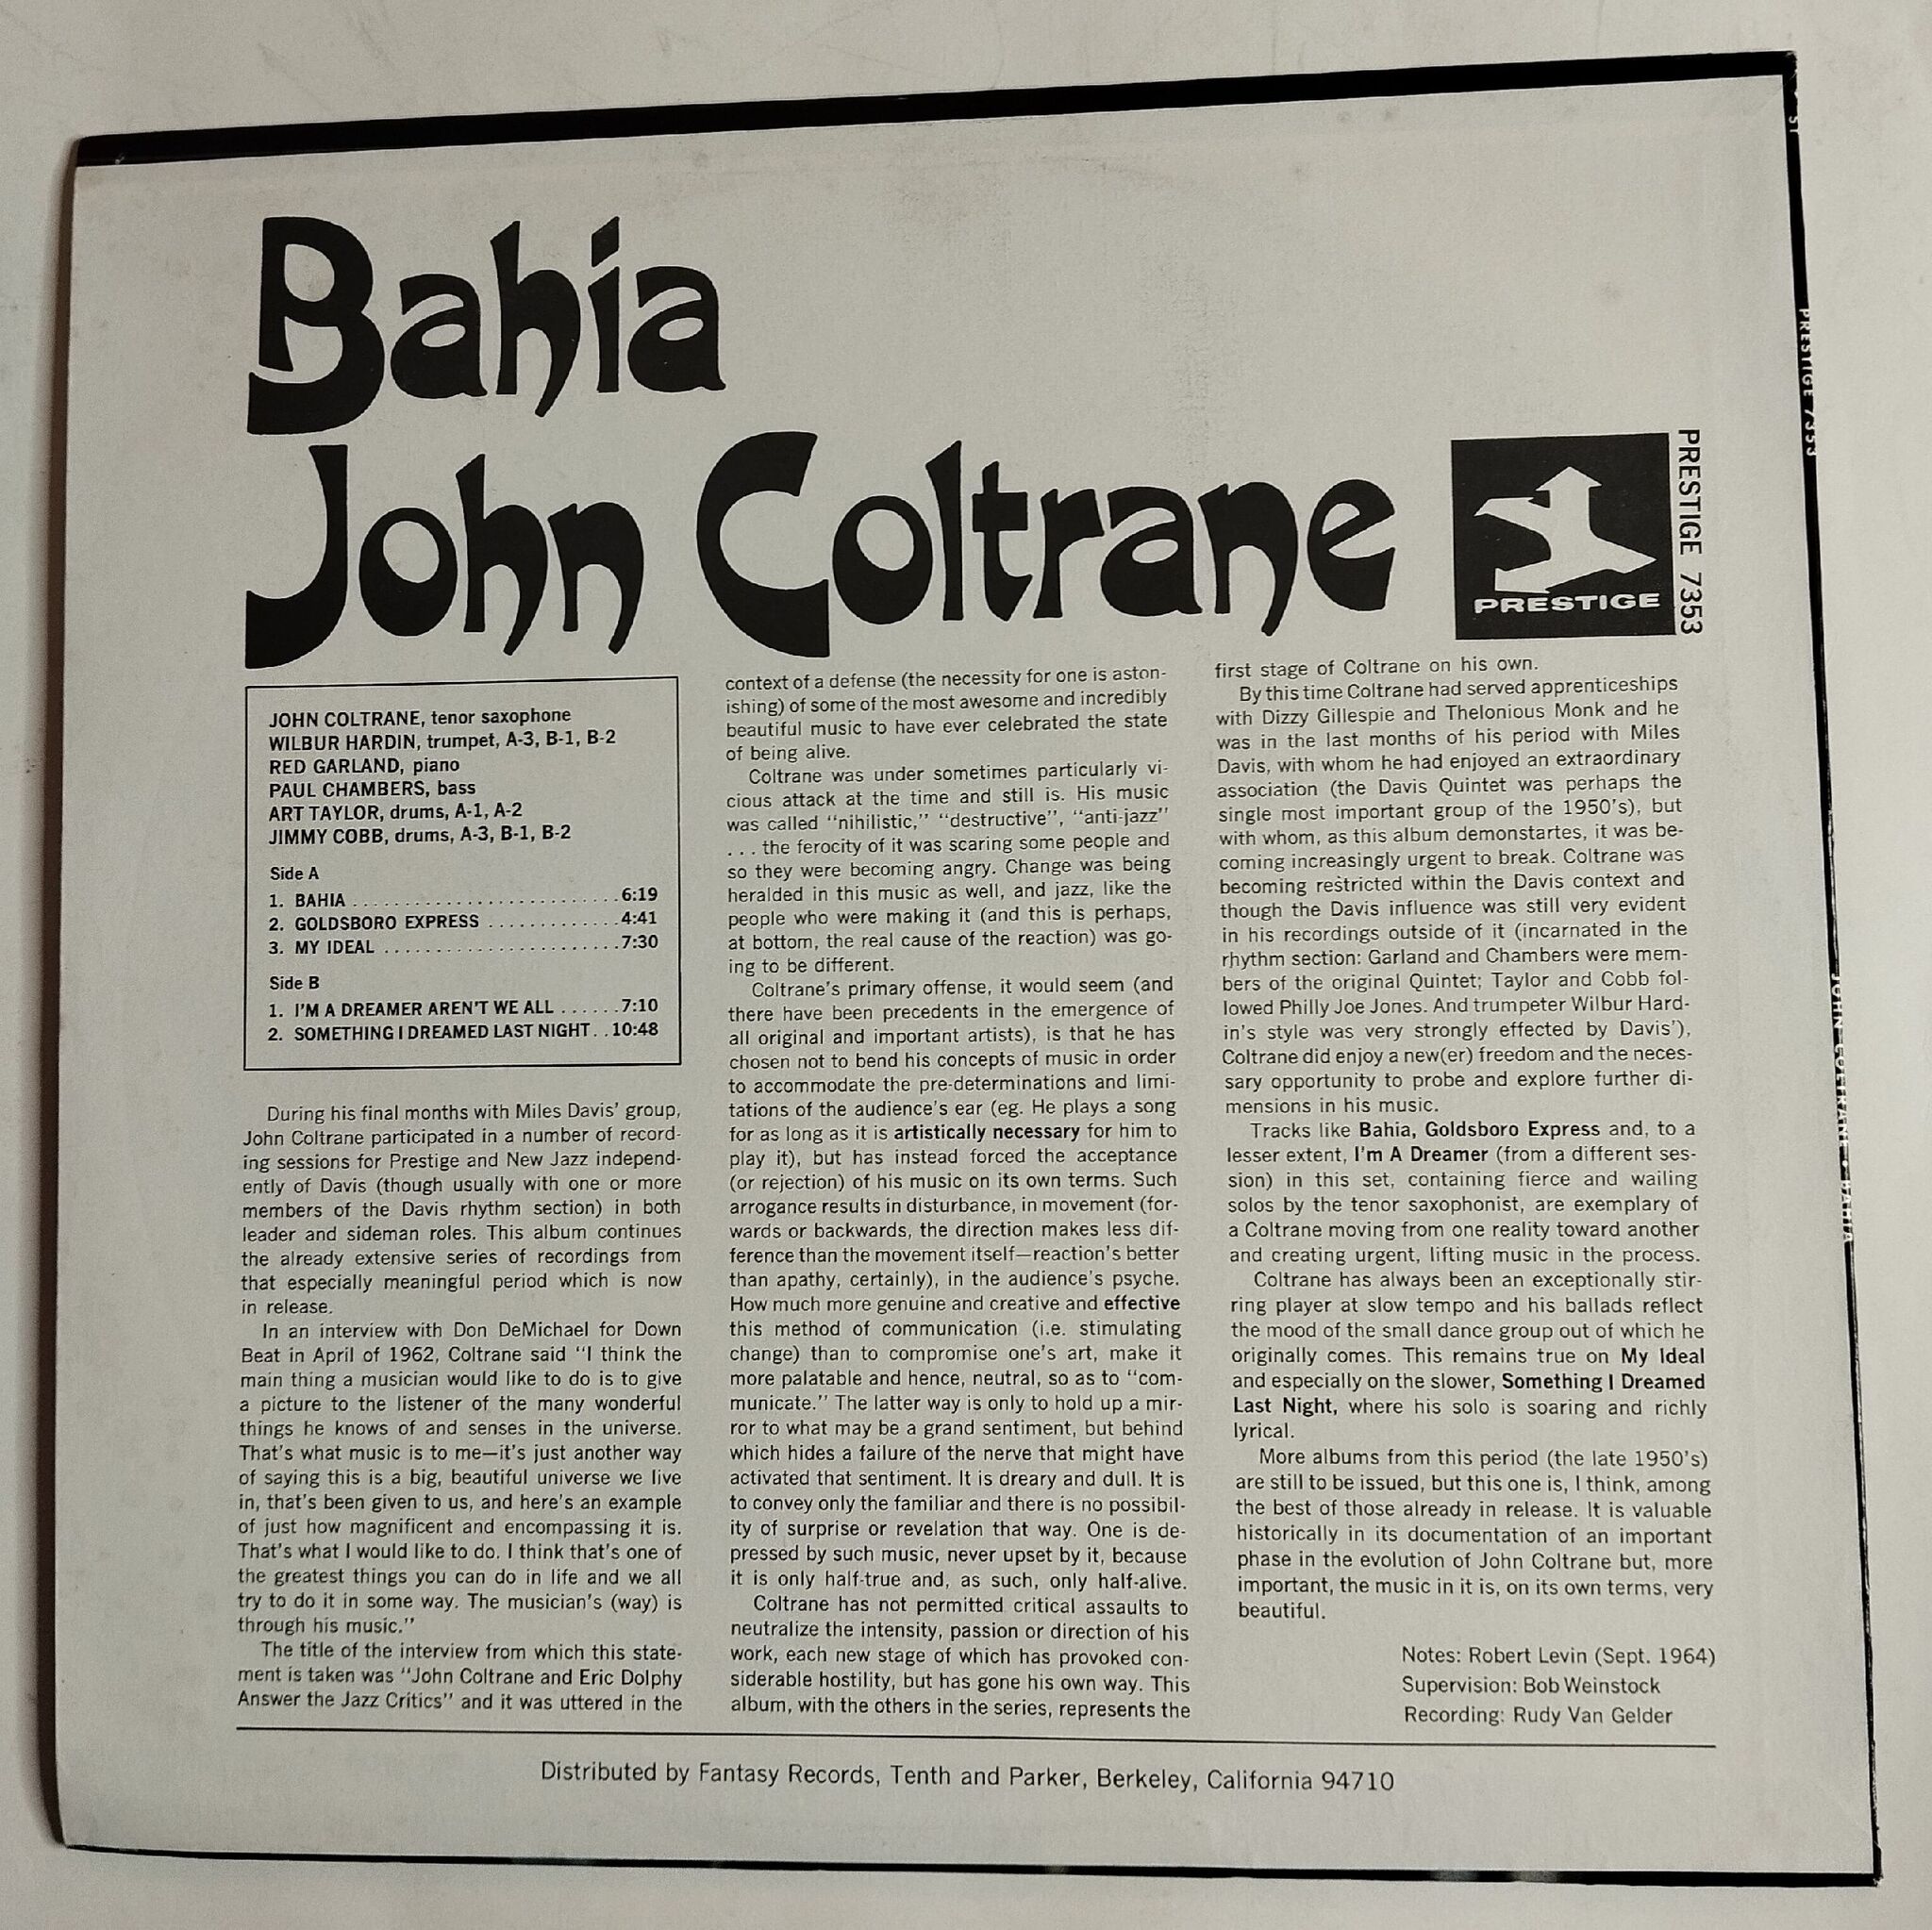 Bahia
John Coltrane
PRESTIGE
PRESTIGE 7353
JOHN COLTRANE, tenor saxophone
WILBUR HARDIN, trumpet, A-3, B-1, B-2
RED GARLAND, piano
PAUL CHAMBERS, bass
ART TAYLOR, drums, A-1, A-2
JIMMY COBB, drums, A-3, B-1, B-2
Side A
1. BAHIA . . . . . . . . . . . . . . . . . . . . . . . . . . 6:19
2. GOLDSBORO EXPRESS . . . . . . . . . . . . . 4:41
3. MY IDEAL . . . . . . . . . . . . . . . . . . . . . . . 7:30
Side B
1. I'M A DREAMER AREN'T WE ALL . . . . . . 7:10
2. SOMETHING I DREAMED LAST NIGHT . . 10:48
During his final months with Miles Davis' group,
John Coltrane participated in a number of record-
ing sessions for Prestige and New Jazz independ-
ently of Davis (though usually with one or more
members of the Davis rhythm section) in both
leader and sideman roles. This album continues
the already extensive series of recordings from
that especially meaningful period which is now
in release.
In an interview with Don DeMichael for Down
Beat in April of 1962, Coltrane said "I think the
main thing a musician would like to do is to give
a picture to the listener of the many wonderful
things he knows of and senses in the universe.
That's what music is to me—it's just another way
of saying this is a big, beautiful universe we live
in, that's been given to us, and here's an example
of just how magnificent and encompassing it is.
That's what I would like to do. I think that's one of
the greatest things you can do in life and we all
try to do it in some way. The musician's (way) is
through his music."
The title of the interview from which this state-
ment is taken was "John Coltrane and Eric Dolphy
Answer the Jazz Critics" and it was uttered in the
context of a defense (the necessity for one is aston-
ishing) of some of the most awesome and incredibly
beautiful music to have ever celebrated the state
of being alive.
Coltrane was under sometimes particularly vi-
cious attack at the time and still is. His music
was called "nihilistic," "destructive", "anti-jazz"
. . . the ferocity of it was scaring some people and
so they were becoming angry. Change was being
heralded in this music as well, and jazz, like the
people who were making it (and this is perhaps,
at bottom, the real cause of the reaction) was go-
ing to be different.
Coltrane's primary offense, it would seem (and
there have been precedents in the emergence of
all original and important artists), is that he has
chosen not to bend his concepts of music in order
to accommodate the pre-determinations and limi-
tations of the audience's ear (eg. He plays a song
for as long as it is artistically necessary for him to
play it), but has instead forced the acceptance
(or rejection) of his music on its own terms. Such
arrogance results in disturbance, in movement (for-
wards or backwards, the direction makes less dif-
ference than the movement itself—reaction's better
than apathy, certainly), in the audience's psyche.
How much more genuine and creative and effective
this method of communication (i.e. stimulating
change) than to compromise one's art, make it
more palatable and hence, neutral, so as to "com-
municate." The latter way is only to hold up a mir-
ror to what may be a grand sentiment, but behind
which hides a failure of the nerve that might have
activated that sentiment. It is dreary and dull. It is
to convey only the familiar and there is no possibil-
ity of surprise or revelation that way. One is de-
pressed by such music, never upset by it, because
it is only half-true and, as such, only half-alive.
Coltrane has not permitted critical assaults to
neutralize the intensity, passion or direction of his
work, each new stage of which has provoked con-
siderable hostility, but has gone his own way. This
album, with the others in the series, represents the
first stage of Coltrane on his own.
By this time Coltrane had served apprenticeships
with Dizzy Gillespie and Thelonious Monk and he
was in the last months of his period with Miles
Davis, with whom he had enjoyed an extraordinary
association (the Davis Quintet was perhaps the
single most important group of the 1950's), but
with whom, as this album demonstartes, it was be-
coming increasingly urgent to break. Coltrane was
becoming restricted within the Davis context and
though the Davis influence was still very evident
in his recordings outside of it (incarnated in the
rhythm section: Garland and Chambers were mem-
bers of the original Quintet; Taylor and Cobb fol-
lowed Philly Joe Jones. And trumpeter Wilbur Hard-
in's style was very strongly effected by Davis'),
Coltrane did enjoy a new(er) freedom and the neces-
sary opportunity to probe and explore further di-
mensions in his music.
Tracks like Bahia, Goldsboro Express and, to a
lesser extent, I'm A Dreamer (from a different ses-
sion) in this set, containing fierce and wailing
solos by the tenor saxophonist, are exemplary of
a Coltrane moving from one reality toward another
and creating urgent, lifting music in the process.
Coltrane has always been an exceptionally stir-
ring player at slow tempo and his ballads reflect
the mood of the small dance group out of which he
originally comes. This remains true on My Ideal
and especially on the slower, Something I Dreamed
Last Night, where his solo is soaring and richly
lyrical.
More albums from this period (the late 1950's)
are still to be issued, but this one is, I think, among
the best of those already in release. It is valuable
historically in its documentation of an important
phase in the evolution of John Coltrane but, more
important, the music in it is, on its own terms, very
beautiful.
Notes: Robert Levin (Sept. 1964)
Supervision: Bob Weinstock
Recording: Rudy Van Gelder
Distributed by Fantasy Records, Tenth and Parker, Berkeley, California 94710
PRESTIGE 7353
JOHN COLTRANE • BAHIA